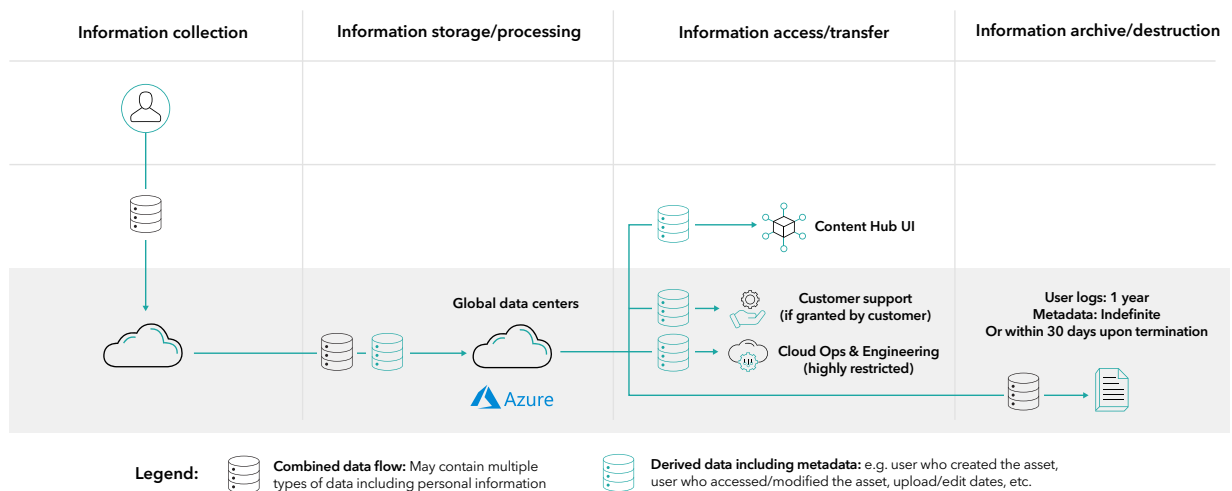 Information collection
Information storage/processing
Information access/transfer
Information archive/destruction
Content Hub UI
Global data centers
Customer support
(if granted by customer)
User logs: 1 year
Metadata: Indefinite
Or within 30 days upon termination
Cloud Ops & Engineering
(highly restricted)
Azure
Legend:
Combined data flow: May contain multiple
types of data including personal information
Derived data including metadata: e.g. user who created the asset,
user who accessed/modified the asset, upload/edit dates, etc.